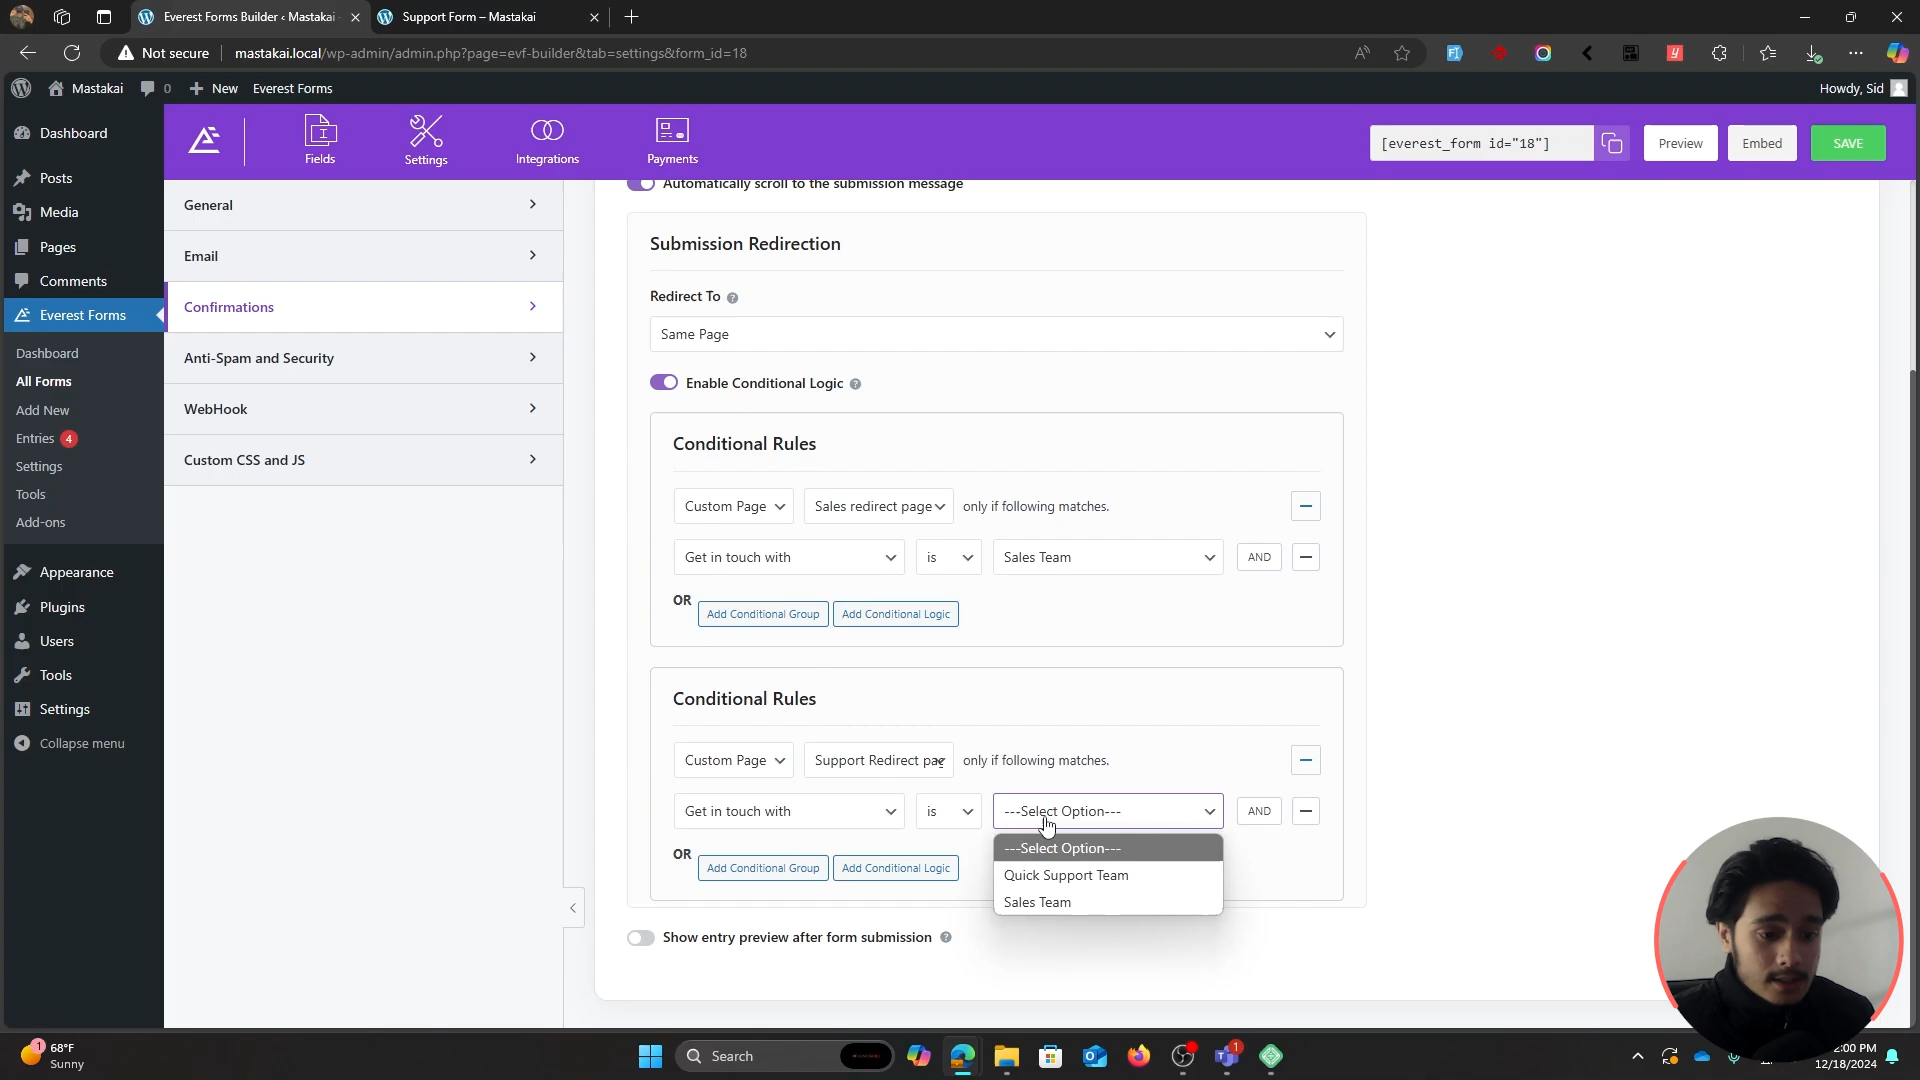 Everest Forms Builder ‹ Mastakai
Support Form – Mastakai
Not secure
mastakai.local/wp-admin/admin.php?page=evf-builder&tab=settings&form_id=18
Mastakai
0
New
Everest Forms
Howdy, Sid
Dashboard
Posts
Media
Pages
Comments
Everest Forms
Dashboard
All Forms
Add New
Entries 4
Settings
Tools
Add-ons
Appearance
Plugins
Users
Tools
Settings
Collapse menu
Fields
Settings
Integrations
Payments
[everest_form id="18"]
Preview
Embed
SAVE
General
Email
Confirmations
Anti-Spam and Security
WebHook
Custom CSS and JS
Automatically scroll to the submission message
Submission Redirection
Redirect To
Same Page
Enable Conditional Logic
Conditional Rules
Custom Page
Sales redirect page
only if following matches.
Get in touch with
is
Sales Team
AND
OR
Add Conditional Group
Add Conditional Logic
Conditional Rules
Custom Page
Support Redirect pag
only if following matches.
Get in touch with
is
---Select Option---
AND
---Select Option---
Quick Support Team
Sales Team
OR
Add Conditional Group
Add Conditional Logic
Show entry preview after form submission
1
68°F
Sunny
Search
1
2:00 PM
12/18/2024